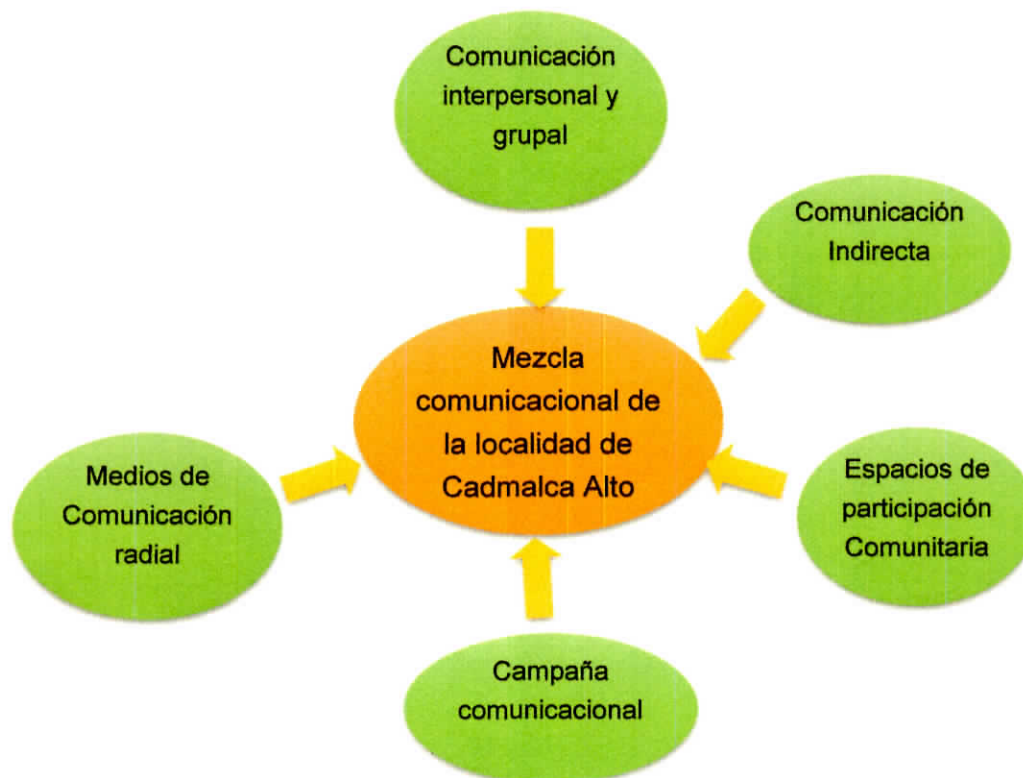 Comunicación
interpersonal y
grupal
Comunicación
Indirecta
Mezcla
comunicacional de
la localidad de
Cadmalca Alto
Medios de
Comunicación
radial
Espacios de
participación
Comunitaria
Campaña
comunicacional